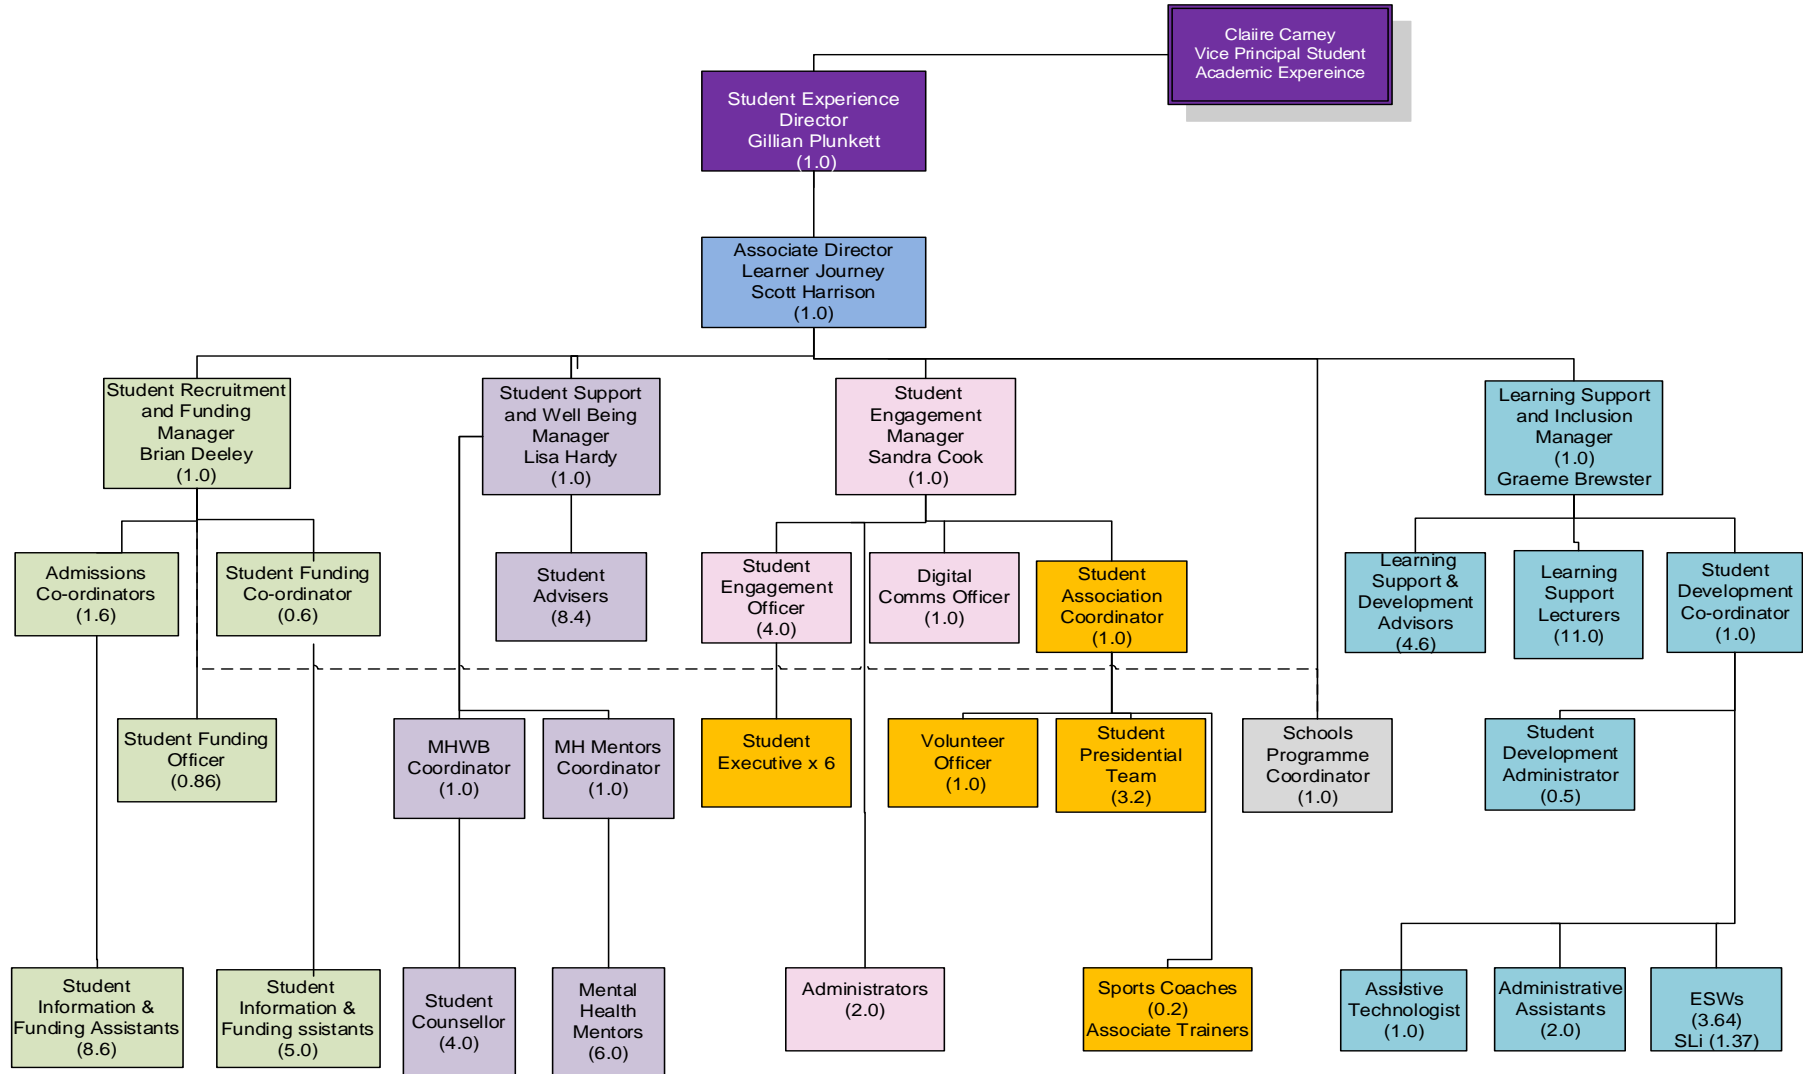 Claiire Carney
Vice Principal Student
Academic Expereince
Student Experience
Director
Gillian Plunkett
(1.0)
Associate Director
Learner Journey
Scott Harrison
(1.0)
Student Recruitment
and Funding
Manager
Brian Deeley
(1.0)
Student Support
and Well Being
Manager
Lisa Hardy
(1.0)
Student
Engagement
Manager
Sandra Cook
(1.0)
Learning Support
and Inclusion
Manager
(1.0)
Graeme Brewster
Admissions
Co-ordinators
(1.6)
Student Funding
Co-ordinator
(0.6)
Student
Advisers
(8.4)
Student
Engagement
Officer
(4.0)
Digital
Comms Officer
(1.0)
Student
Association
Coordinator
(1.0)
Learning
Support &
Development
Advisors
(4.6)
Learning
Support
Lecturers
(11.0)
Student
Development
Co-ordinator
(1.0)
Student Funding
Officer
(0.86)
MHWB
Coordinator
(1.0)
MH Mentors
Coordinator
(1.0)
Student
Executive x 6
Volunteer
Officer
(1.0)
Student
Presidential
Team
(3.2)
Schools
Programme
Coordinator
(1.0)
Student
Development
Administrator
(0.5)
Student
Information &
Funding Assistants
(8.6)
Student
Information &
Funding ssistants
(5.0)
Student
Counsellor
(4.0)
Mental
Health
Mentors
(6.0)
Administrators
(2.0)
Sports Coaches
(0.2)
Associate Trainers
Assistive
Technologist
(1.0)
Administrative
Assistants
(2.0)
ESWs
(3.64)
SLi (1.37)